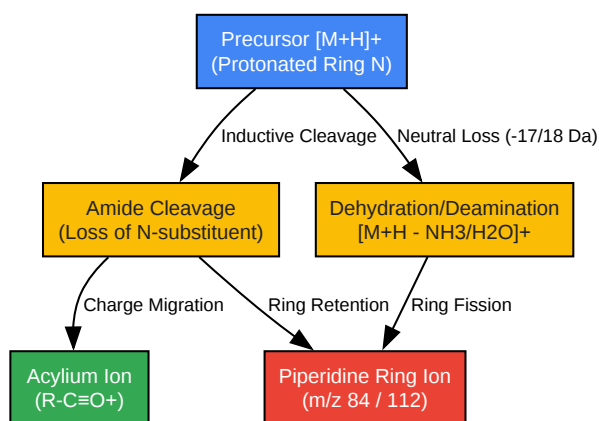 Precursor [M+H]+
(Protonated Ring N)
Inductive Cleavage
Neutral Loss (-17/18 Da)
Amide Cleavage
(Loss of N-substituent)
Dehydration/Deamination
[M+H - NH3/H2O]+
Charge Migration
Ring Retention
Ring Fission
Acylium Ion
(R-C≡O+)
Piperidine Ring Ion
(m/z 84 / 112)